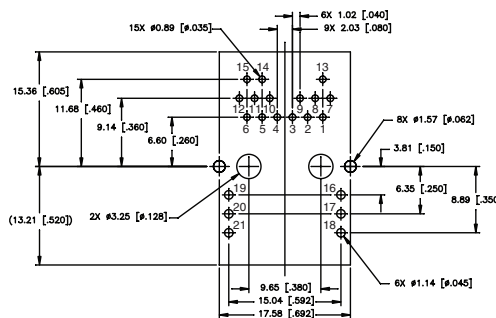 6X 1.02 [.040]
15X ø0.89 [ø.035]
9X 2.03 [.080]
15 14 13
15.36 [.605]
11.68 [.460]
12 11 10 9 8 7
9.14 [.360]
6 5 4 3 2 1
6.60 [.260]
8X ø1.57 [ø.062]
3.81 [.150]
19 16
6.35 [.250]
8.89 [.350
(13.21 [.520])
2X ø3.25 [ø.128]
20 17
21 18
9.65 [.380]
6X ø1.14 [ø.045]
15.04 [.592]
17.58 [.692]